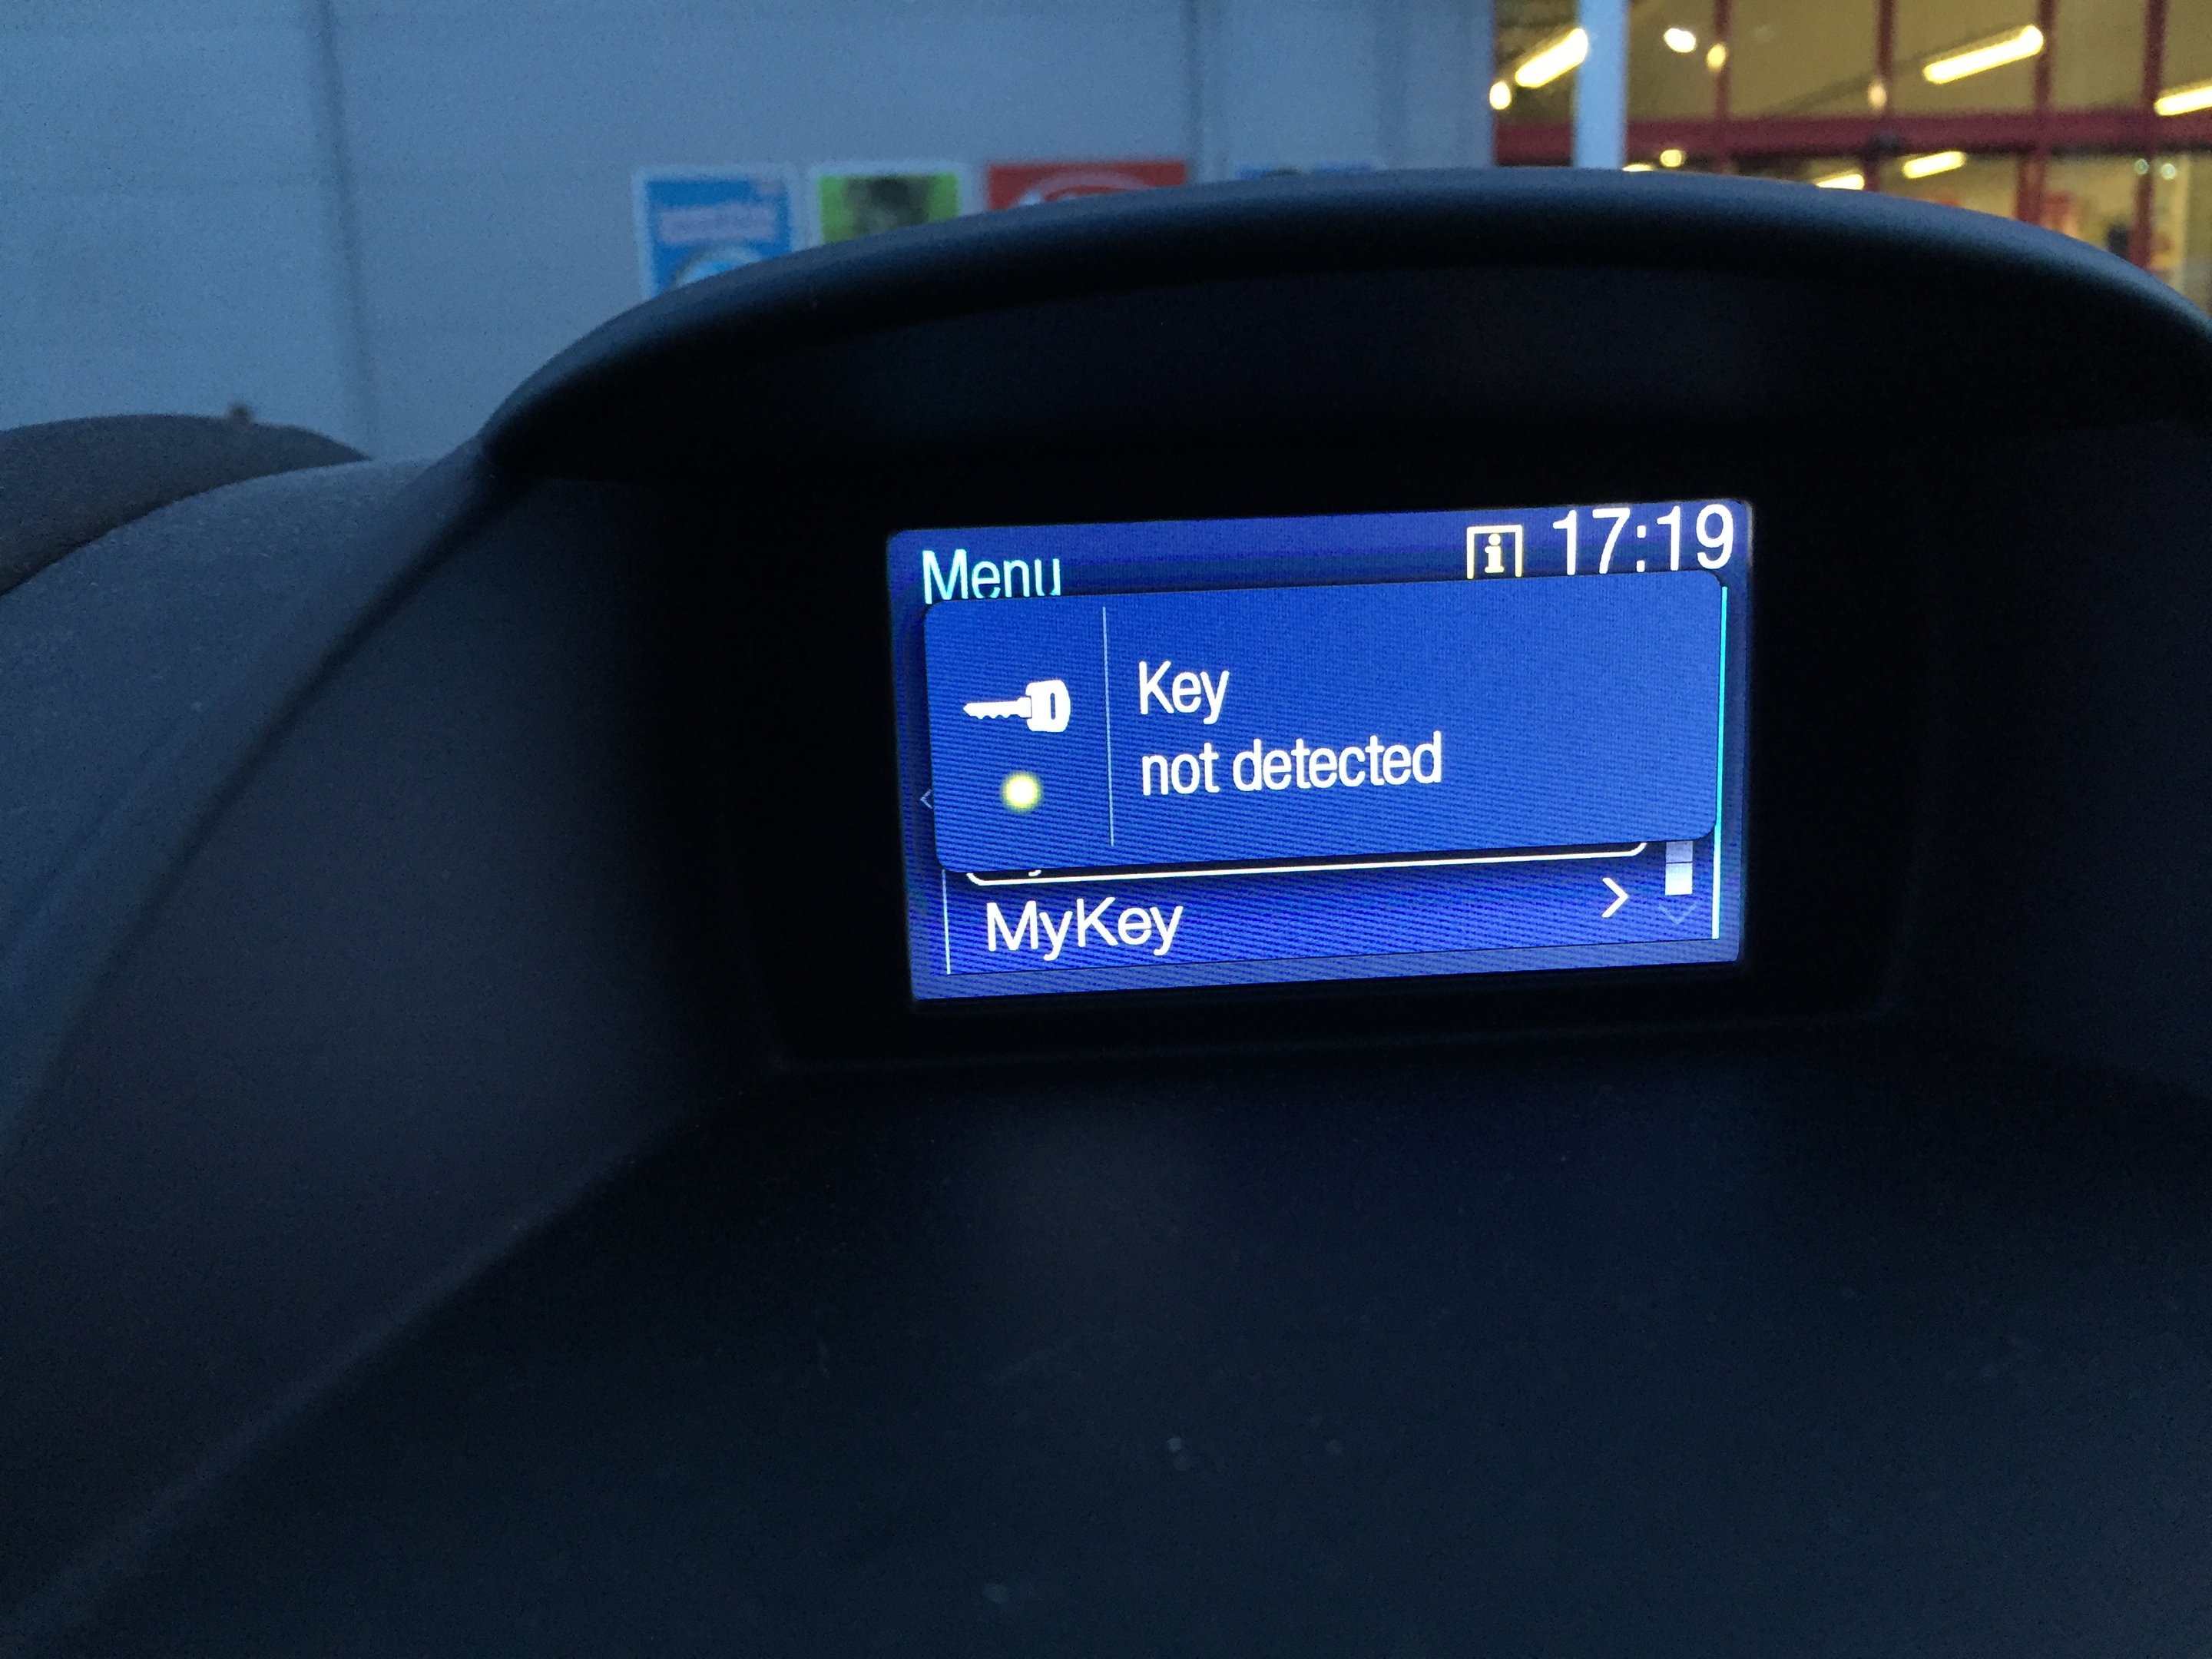 Menu
i 17:19
Key
not detected
MyKey